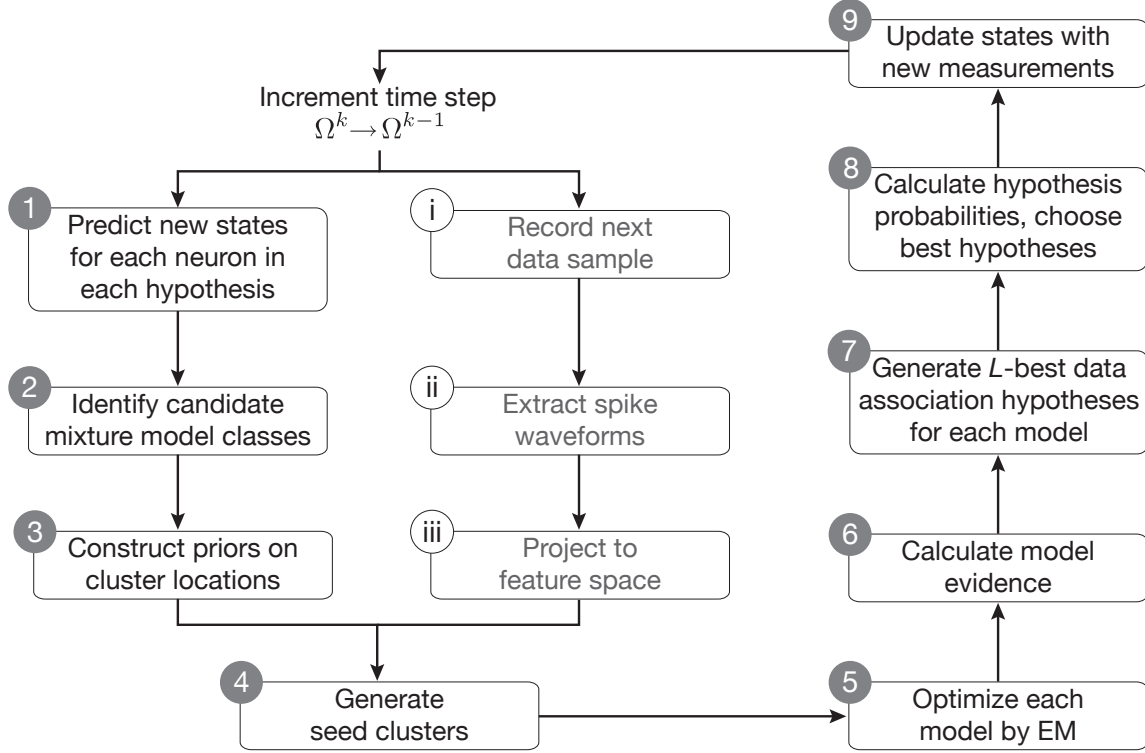 9
Update states with
new measurements
Increment time step
Ω^k → Ω^{k−1}
1
Predict new states
for each neuron in
each hypothesis
i
Record next
data sample
8
Calculate hypothesis
probabilities, choose
best hypotheses
2
Identify candidate
mixture model classes
ii
Extract spike
waveforms
7
Generate L-best data
association hypotheses
for each model
3
Construct priors on
cluster locations
iii
Project to
feature space
6
Calculate model
evidence
4
Generate
seed clusters
5
Optimize each
model by EM